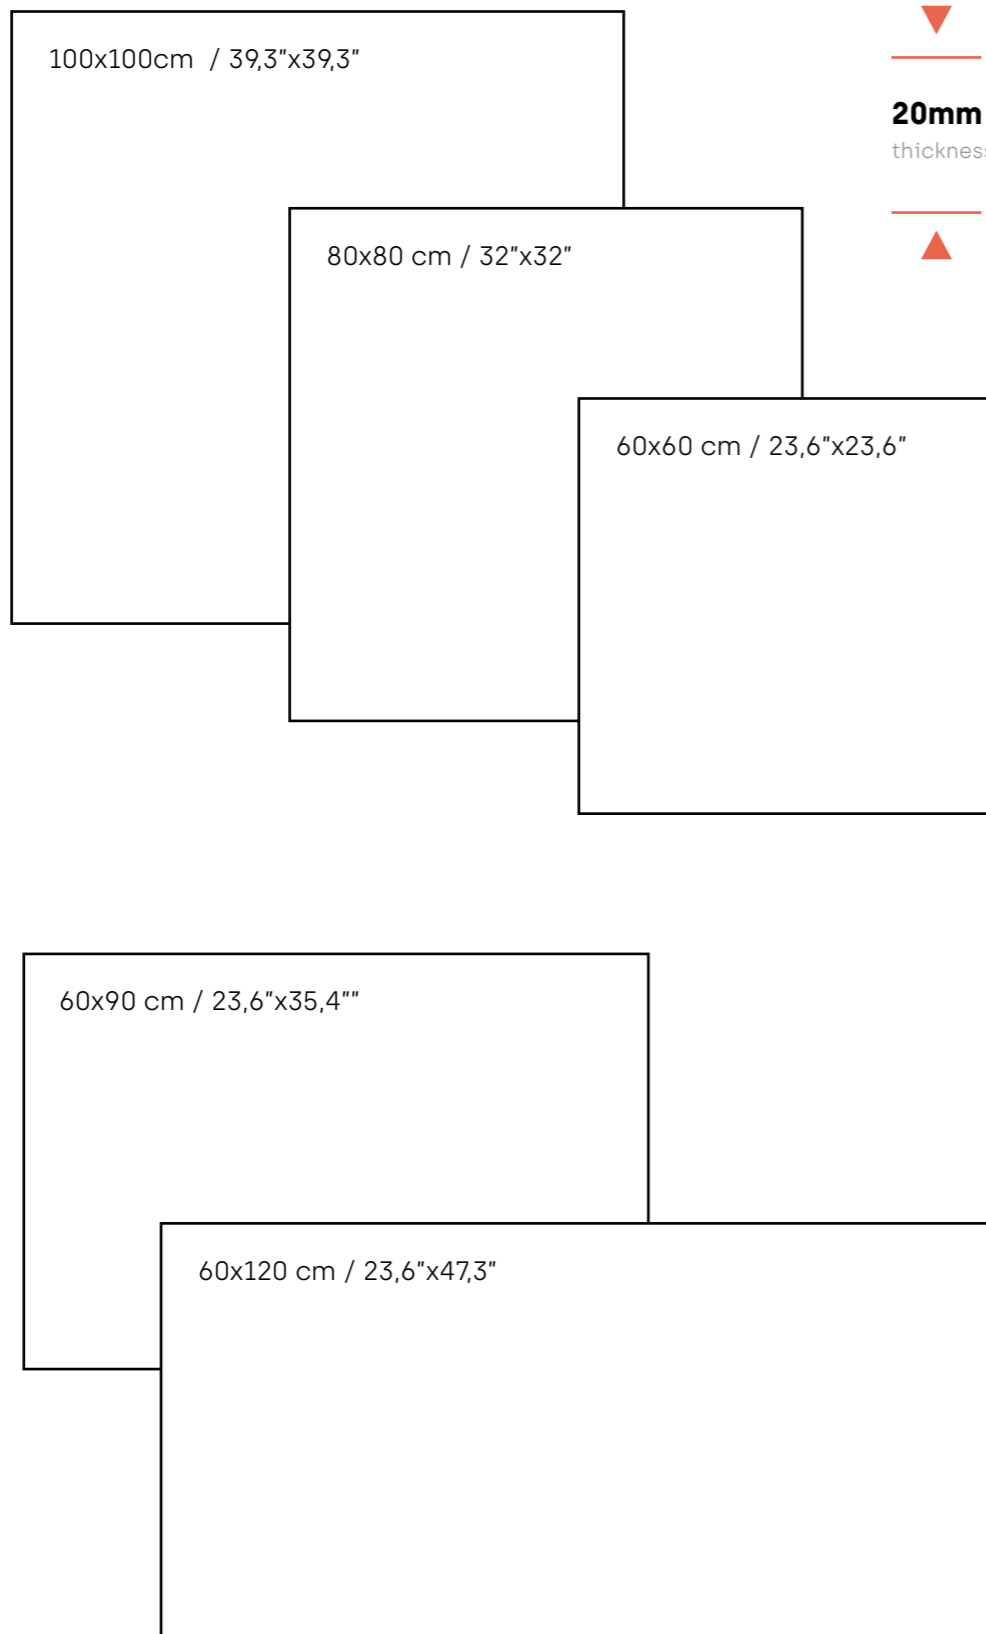 100x100cm / 39,3”x39,3”
20mm
80x80 cm / 32”x32”
60x60 cm / 23,6”x23,6”
60x90 cm / 23,6”x35,4””
60x120 cm / 23,6”x47,3”